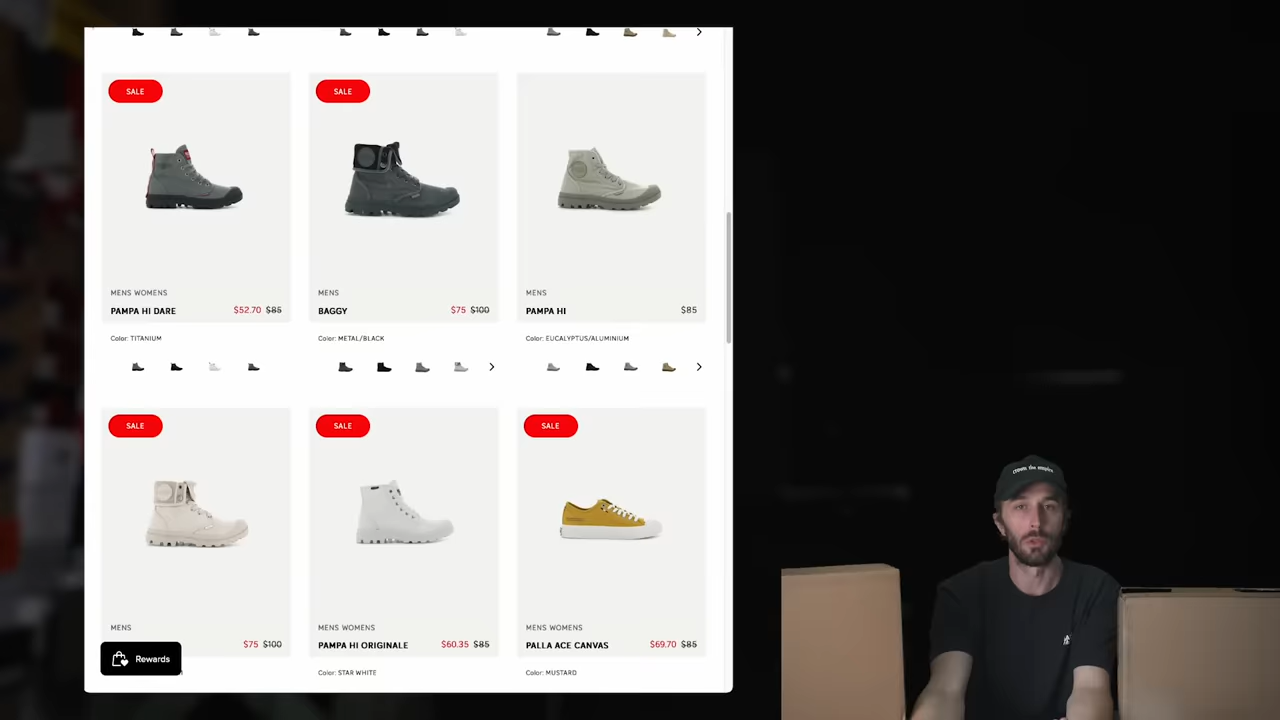 SALE
SALE
MENS WOMENS
PAMPA HI DARE
$52.70 $85
MENS
BAGGY
$75 $100
MENS
PAMPA HI
$85
Color: TITANIUM
Color: METAL/BLACK
Color: EUCALYPTUS/ALUMINIUM
SALE
SALE
SALE
MENS
$75 $100
MENS WOMENS
PAMPA HI ORIGINALE
$60.35 $85
MENS WOMENS
PALLA ACE CANVAS
$69.70 $85
Rewards
Color: STAR WHITE
Color: MUSTARD